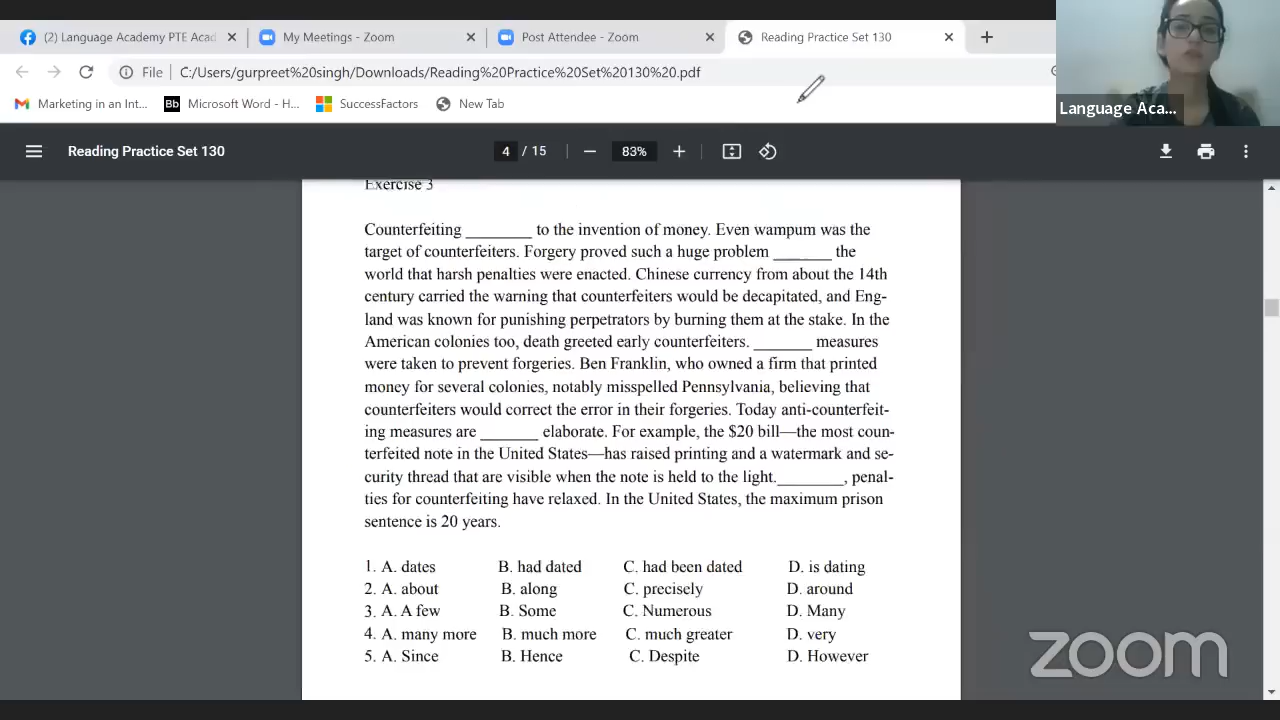 (2) Language Academy PTE Acad
My Meetings - Zoom
Post Attendee - Zoom
Reading Practice Set 130
File
C:/Users/gurpreet%20singh/Downloads/Reading%20Practice%20Set%20130%20.pdf
Marketing in an Int...
Bb Microsoft Word - H...
SuccessFactors
New Tab
Language Aca...
Reading Practice Set 130
4 / 15
83%
Exercise 3
Counterfeiting ________ to the invention of money. Even wampum was the
target of counterfeiters. Forgery proved such a huge problem _______ the
world that harsh penalties were enacted. Chinese currency from about the 14th
century carried the warning that counterfeiters would be decapitated, and Eng-
land was known for punishing perpetrators by burning them at the stake. In the
American colonies too, death greeted early counterfeiters. _______ measures
were taken to prevent forgeries. Ben Franklin, who owned a firm that printed
money for several colonies, notably misspelled Pennsylvania, believing that
counterfeiters would correct the error in their forgeries. Today anti-counterfeit-
ing measures are _______ elaborate. For example, the $20 bill—the most coun-
terfeited note in the United States—has raised printing and a watermark and se-
curity thread that are visible when the note is held to the light.________, penal-
ties for counterfeiting have relaxed. In the United States, the maximum prison
sentence is 20 years.
1. A. dates B. had dated C. had been dated D. is dating
2. A. about B. along C. precisely D. around
3. A. A few B. Some C. Numerous D. Many
4. A. many more B. much more C. much greater D. very
5. A. Since B. Hence C. Despite D. However
zoom